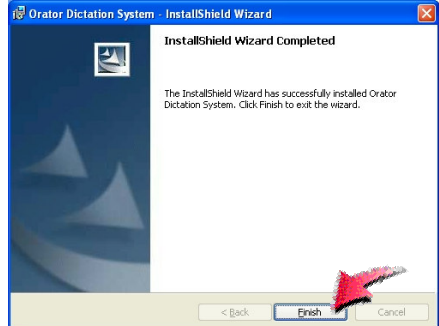 Orator Dictation System - InstallShield Wizard
InstallShield Wizard Completed
The InstallShield Wizard has successfully installed Orator
Dictation System. Click Finish to exit the wizard.
< Back
Finish
Cancel